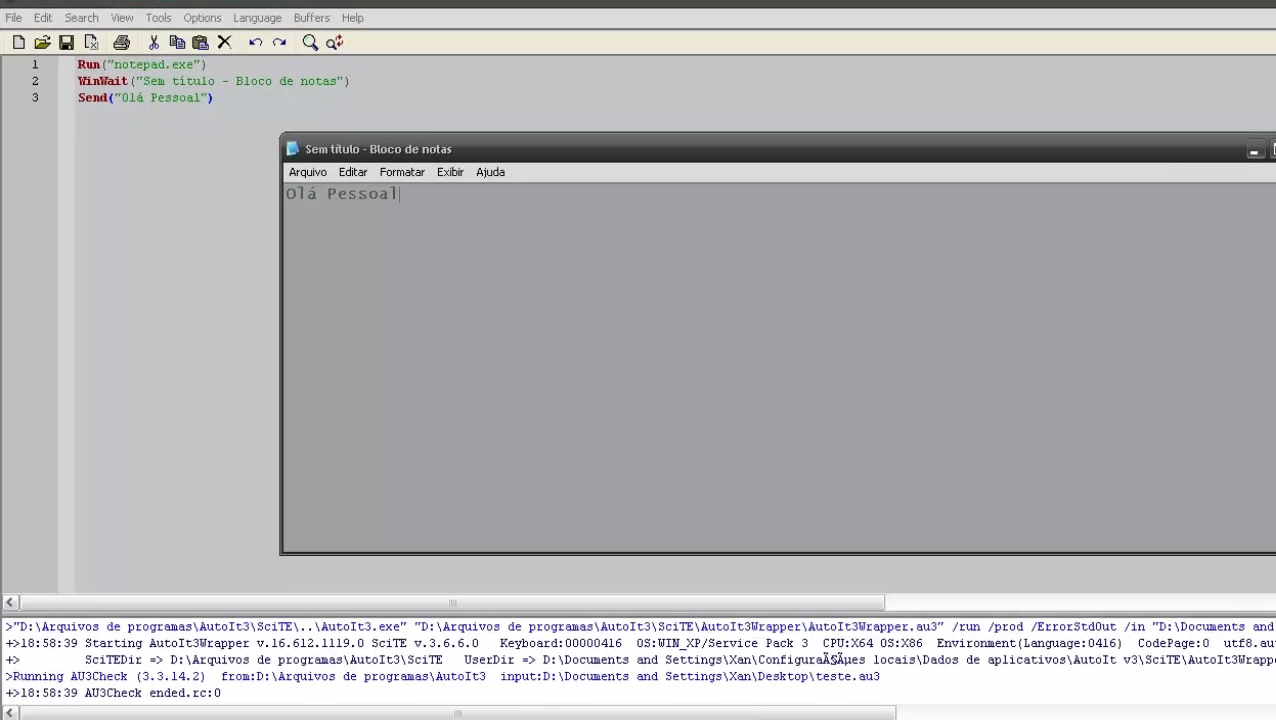 File Edit Search View Tools Options Language Buffers Help
1 Run("notepad.exe")
2 WinWait("Sem título - Bloco de notas")
3 Send("Olá Pessoal")
Sem título - Bloco de notas
Arquivo Editar Formatar Exibir Ajuda
Olá Pessoal
>"D:\Arquivos de programas\AutoIt3\SciTE\..\AutoIt3.exe" "D:\Arquivos de programas\AutoIt3\SciTE\AutoIt3Wrapper\AutoIt3Wrapper.au3" /run /prod /ErrorStdOut /in "D:\Documents and
+>18:58:39 Starting AutoIt3Wrapper v.16.612.1119.0 SciTE v.3.6.6.0 Keyboard:00000416 OS:WIN_XP/Service Pack 3 CPU:X64 OS:X86 Environment(Language:0416) CodePage:0 utf8.au
+> SciTEDir => D:\Arquivos de programas\AutoIt3\SciTE UserDir => D:\Documents and Settings\Xan\ locais\Dados de aplicativos\AutoIt v3\SciTE\AutoIt3Wrappe
>Running AU3Check (3.3.14.2) from:D:\Arquivos de programas\AutoIt3 input:D:\Documents and Settings\Xan\Desktop\teste.au3
+>18:58:39 AU3Check ended.rc:0